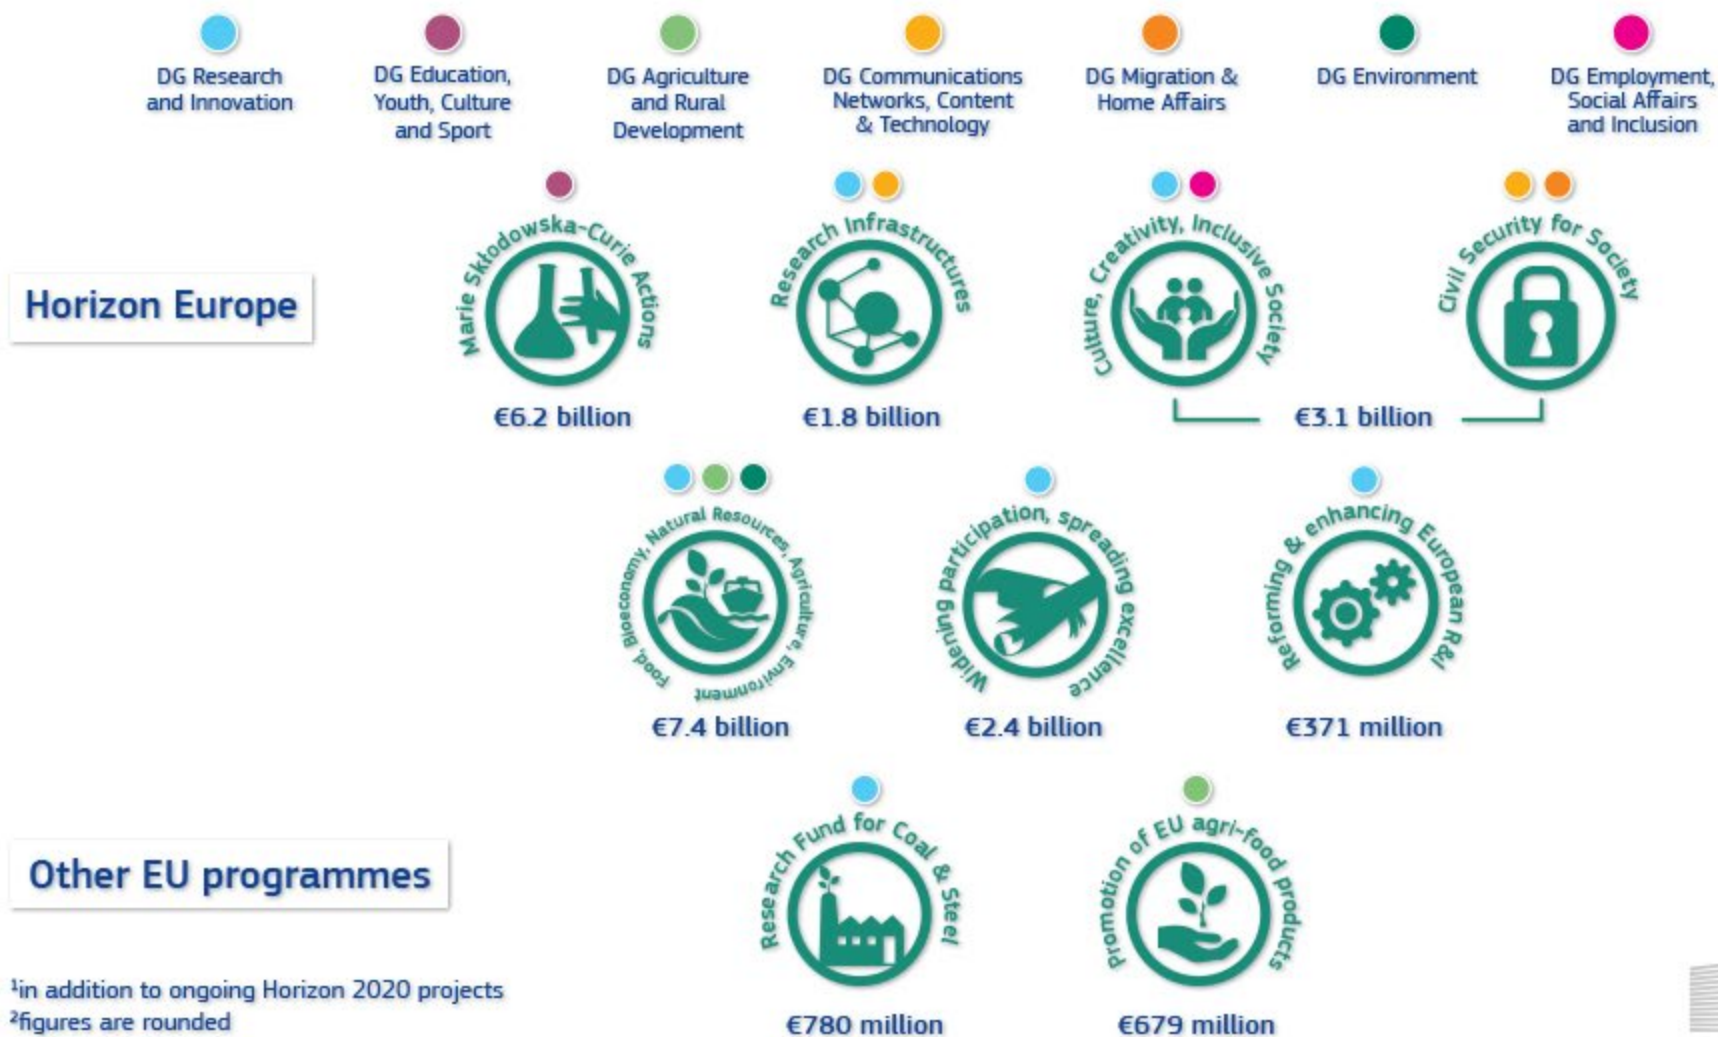 DG Research
and Innovation
DG Education,
Youth, Culture
and Sport
DG Agriculture
and Rural
Development
DG Communications
Networks, Content
& Technology
DG Migration &
Home Affairs
DG Environment
DG Employment,
Social Affairs
and Inclusion
Horizon Europe
Marie Skłodowska-Curie Actions
€6.2 billion
Research Infrastructures
€1.8 billion
Culture, Creativity, Inclusive Society
Civil Security for Society
€3.1 billion
Food, Bioeconomy, Natural Resources, Agriculture, Environment
€7.4 billion
Widening participation, spreading excellence
€2.4 billion
Reforming & enhancing European R&I
€371 million
Other EU programmes
Research Fund for Coal & Steel
€780 million
Promotion of EU agri-food products
€679 million
¹in addition to ongoing Horizon 2020 projects
²figures are rounded